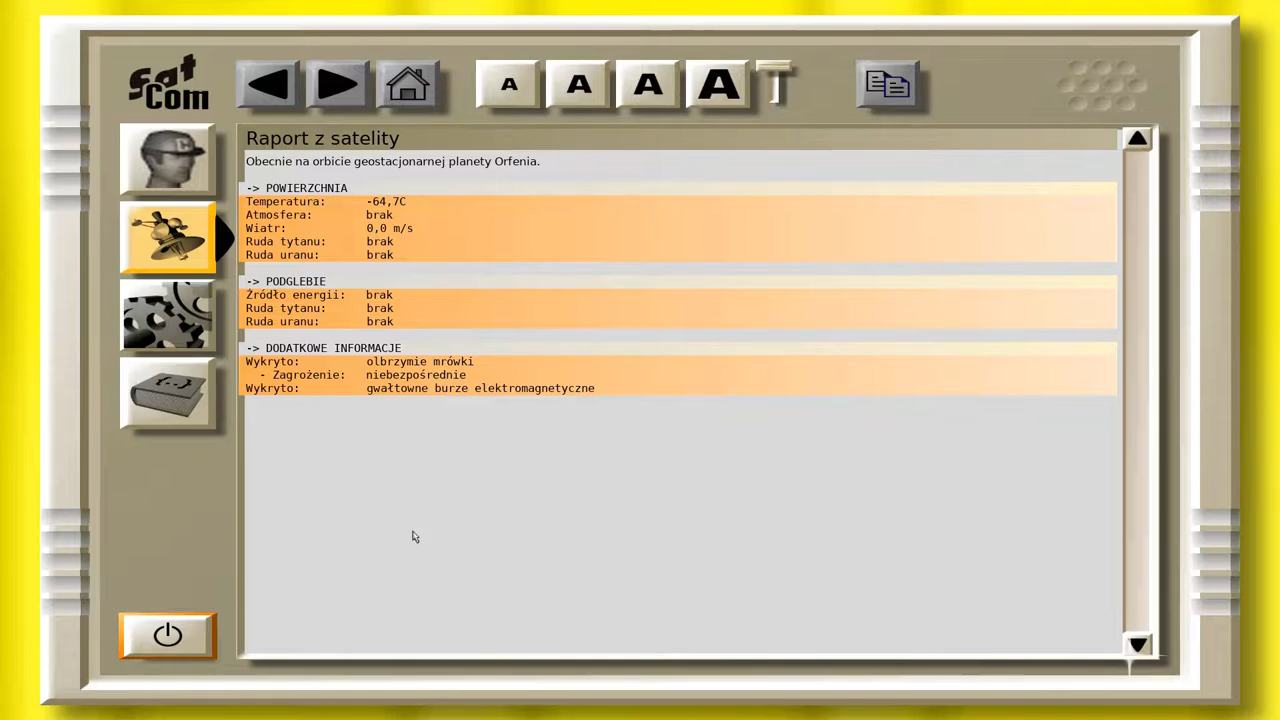 Sat
Com
A A A A T
Raport z satelity
Obecnie na orbicie geostacjonarnej planety Orfenia.
-> POWIERZCHNIA
Temperatura: -64,7C
Atmosfera: brak
Wiatr: 0,0 m/s
Ruda tytanu: brak
Ruda uranu: brak
-> PODGLEBIE
Źródło energii: brak
Ruda tytanu: brak
Ruda uranu: brak
-> DODATKOWE INFORMACJE
Wykryto: olbrzymie mrówki
- Zagrożenie: niebezpośrednie
Wykryto: gwałtowne burze elektromagnetyczne
{..}